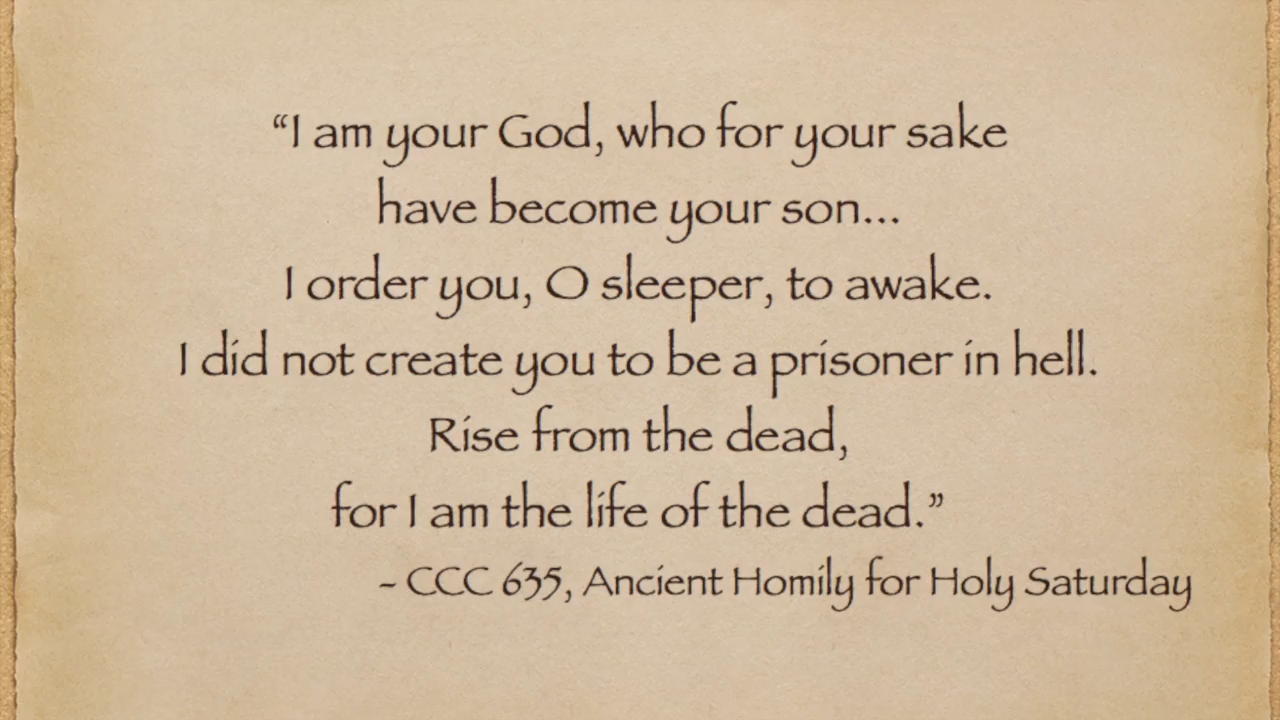 “I am your God, who for your sake
have become your son...
I order you, O sleeper, to awake.
I did not create you to be a prisoner in hell.
Rise from the dead,
for I am the life of the dead.”
- CCC 635, Ancient Homily for Holy Saturday